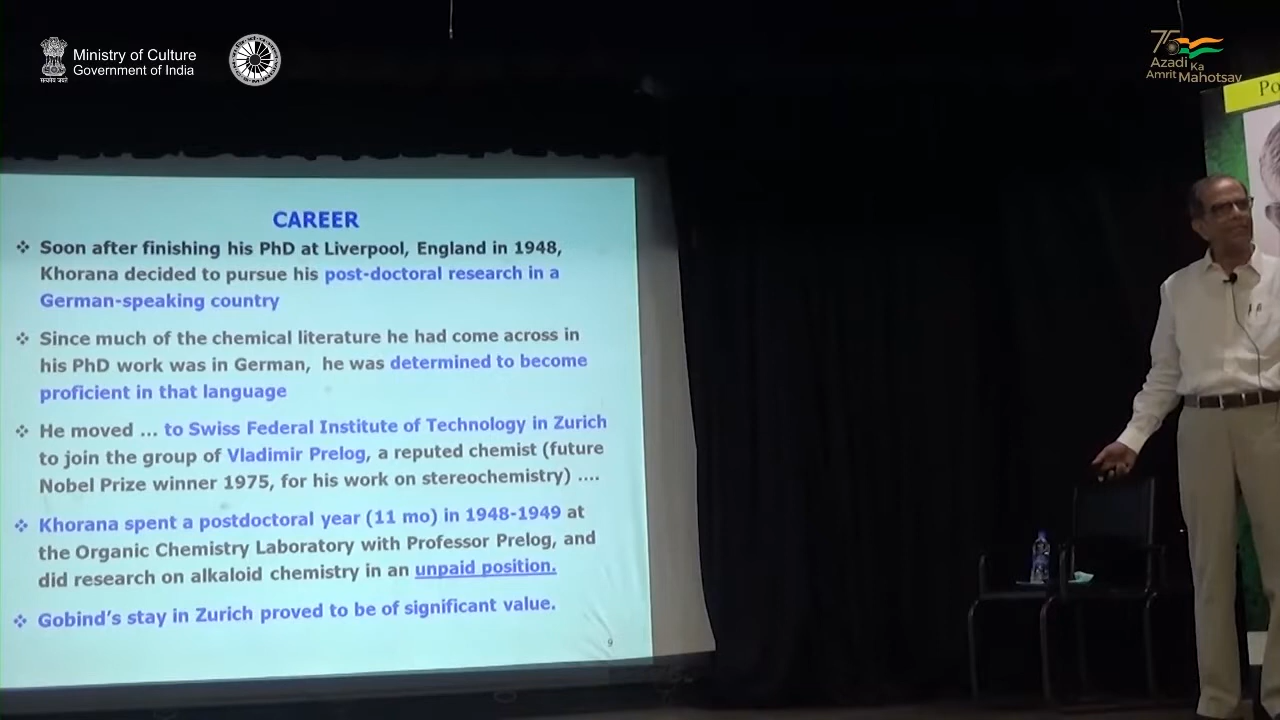 सत्यमेव जयते
Ministry of Culture
Government of India
75
Azadi Ka
Amrit Mahotsav
Po
CAREER
❖ Soon after finishing his PhD at Liverpool, England in 1948,
Khorana decided to pursue his post-doctoral research in a
German-speaking country
❖ Since much of the chemical literature he had come across in
his PhD work was in German, he was determined to become
proficient in that language
❖ He moved ... to Swiss Federal Institute of Technology in Zurich
to join the group of Vladimir Prelog, a reputed chemist (future
Nobel Prize winner 1975, for his work on stereochemistry) ....
❖ Khorana spent a postdoctoral year (11 mo) in 1948-1949 at
the Organic Chemistry Laboratory with Professor Prelog, and
did research on alkaloid chemistry in an unpaid position.
❖ Gobind's stay in Zurich proved to be of significant value.
9